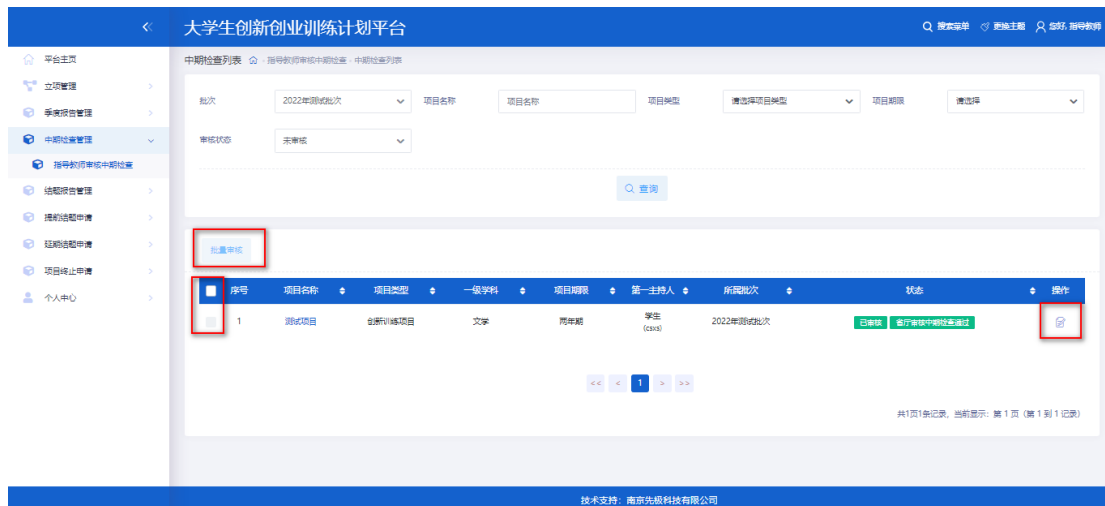 大学生创新创业训练计划平台
搜索菜单 更换主题 您好, 指导教师
平台主页
立项管理
季度报告管理
中期检查管理
指导教师审核中期检查
结题报告管理
提前结题申请
延期结题申请
项目终止申请
个人中心
中期检查列表 - 指导教师审核中期检查 - 中期检查列表
批次 2022年测试批次 项目名称 项目名称 项目类型 请选择项目类型 项目期限 请选择
审核状态 未审核
查询
批量审核
序号 项目名称 项目类型 一级学科 项目期限 第一主持人 所属批次 状态 操作
1 测试项目 创新训练项目 文学 两年期 学生 2022年测试批次 已审核 省厅审核中期检查通过
(csxs)
<< < 1 > >>
共1页1条记录, 当前显示: 第 1 页 (第 1 到 1 记录)
技术支持: 南京先极科技有限公司